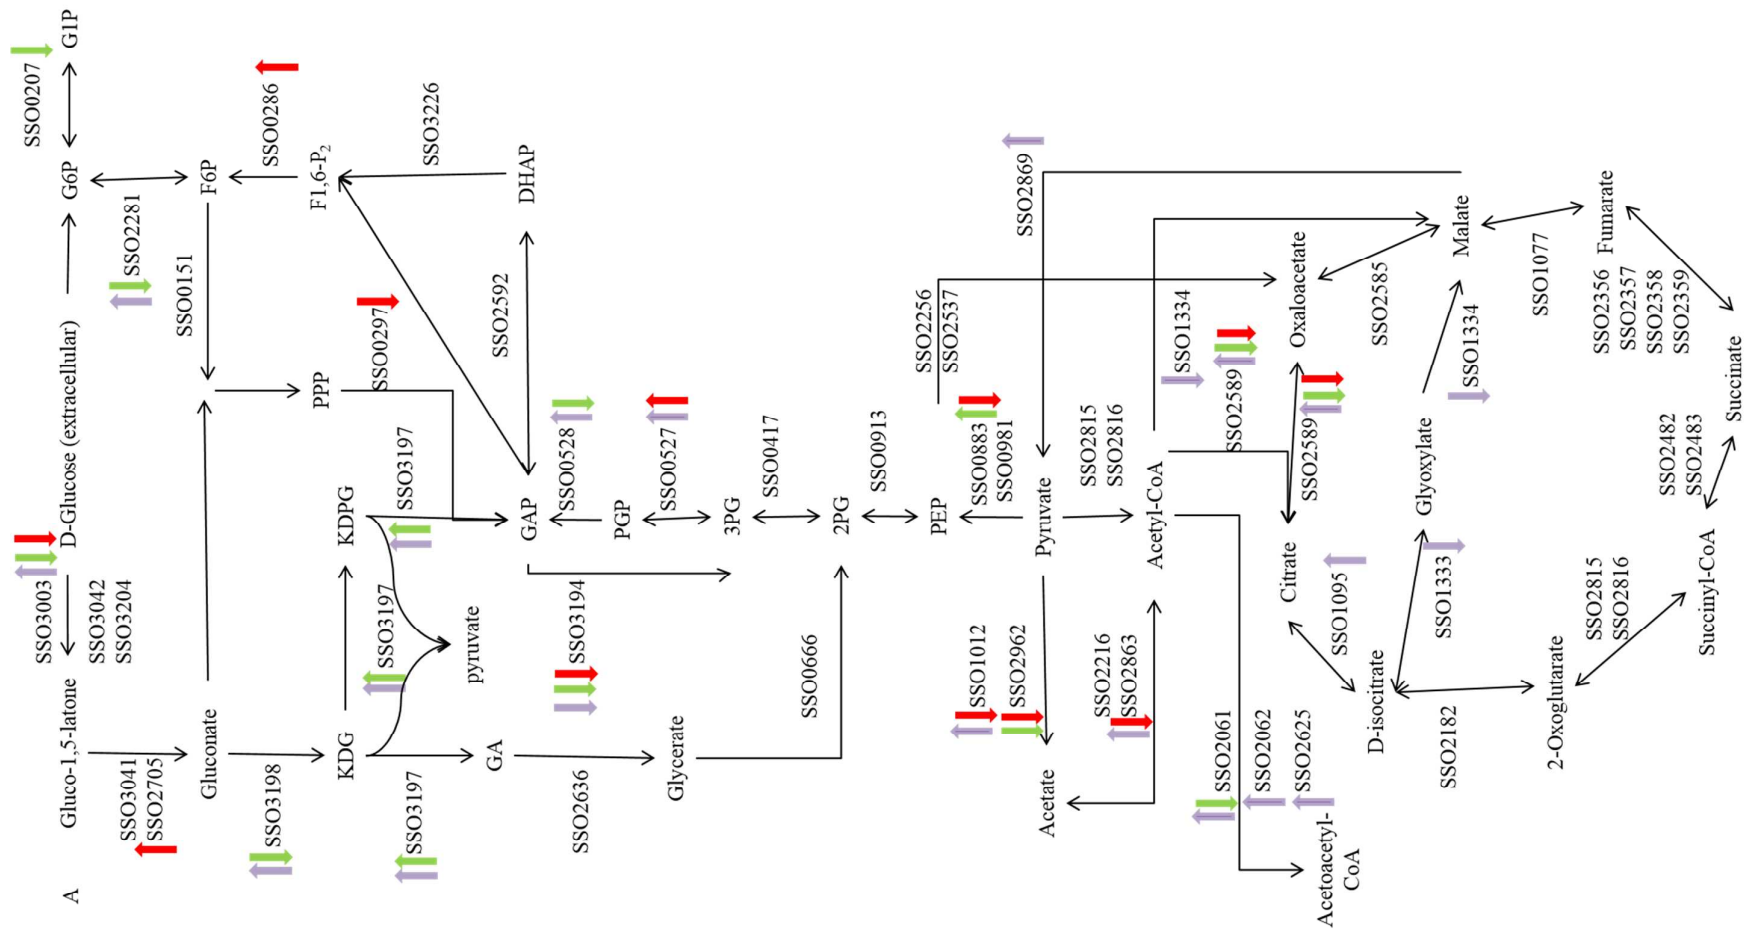 A
Gluco-1,5-latone
SSO3003
SSO3042
SSO3204
D-Glucose (extracellular)
G6P
SSO0207
G1P
SSO3041
SSO2705
Gluconate
SSO0151
SSO2281
F6P
SSO0286
SSO3198
KDG
KDPG
PPP
SSO0297
F1,6-P2
SSO3226
SSO3197
SSO3197
SSO3197
pyruvate
GA
GAP
SSO2592
DHAP
SSO2636
SSO3194
SSO0528
PGP
SSO0527
Glycerate
3PG
SSO0417
SSO0666
2PG
SSO0913
PEP
SSO2256
SSO2537
SSO0883
SSO0981
SSO1012
SSO2962
Acetate
Pyruvate
SSO2869
SSO2815
SSO2816
SSO2216
SSO2863
Acetyl-CoA
SSO1334
SSO2061
SSO2062
SSO2625
Acetoacetyl-
CoA
SSO2589
Citrate
SSO2589
Oxaloacetate
SSO2585
SSO1095
D-isocitrate
SSO1333
Glyoxylate
SSO1334
Malate
SSO2182
SSO1077
2-Oxoglutarate
Fumarate
SSO2356
SSO2357
SSO2358
SSO2359
SSO2815
SSO2816
SSO2482
SSO2483
Succinyl-CoA
Succinate